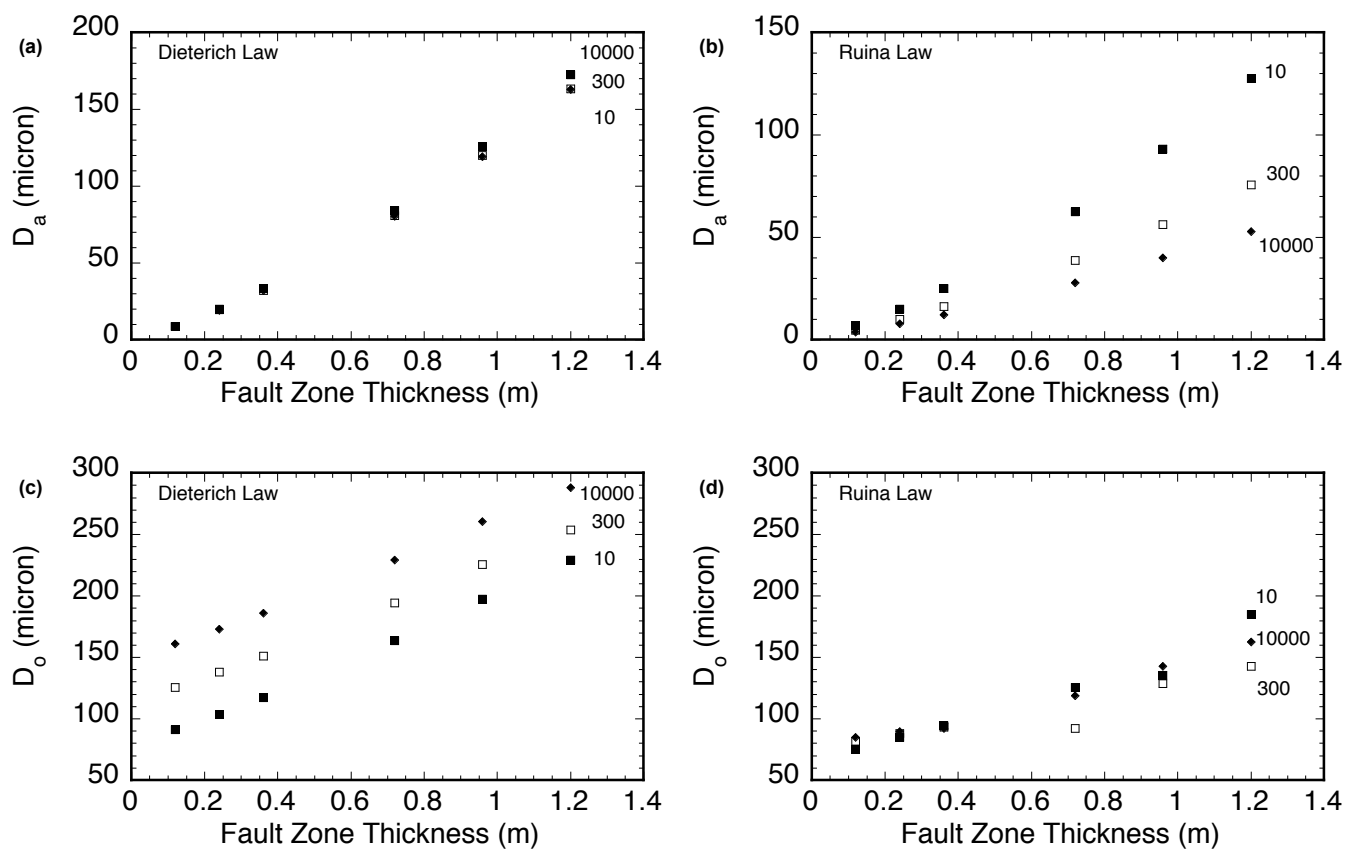 (a)
Dieterich Law
200
150
100
50
0
D_a (micron)
10000
300
10
0 0.2 0.4 0.6 0.8 1 1.2 1.4
Fault Zone Thickness (m)
(b)
Ruina Law
150
100
50
0
D_a (micron)
10
300
10000
0 0.2 0.4 0.6 0.8 1 1.2 1.4
Fault Zone Thickness (m)
(c)
Dieterich Law
300
250
200
150
100
50
D_o (micron)
10000
300
10
0 0.2 0.4 0.6 0.8 1 1.2 1.4
Fault Zone Thickness (m)
(d)
Ruina Law
300
250
200
150
100
50
D_o (micron)
10
10000
300
0 0.2 0.4 0.6 0.8 1 1.2 1.4
Fault Zone Thickness (m)